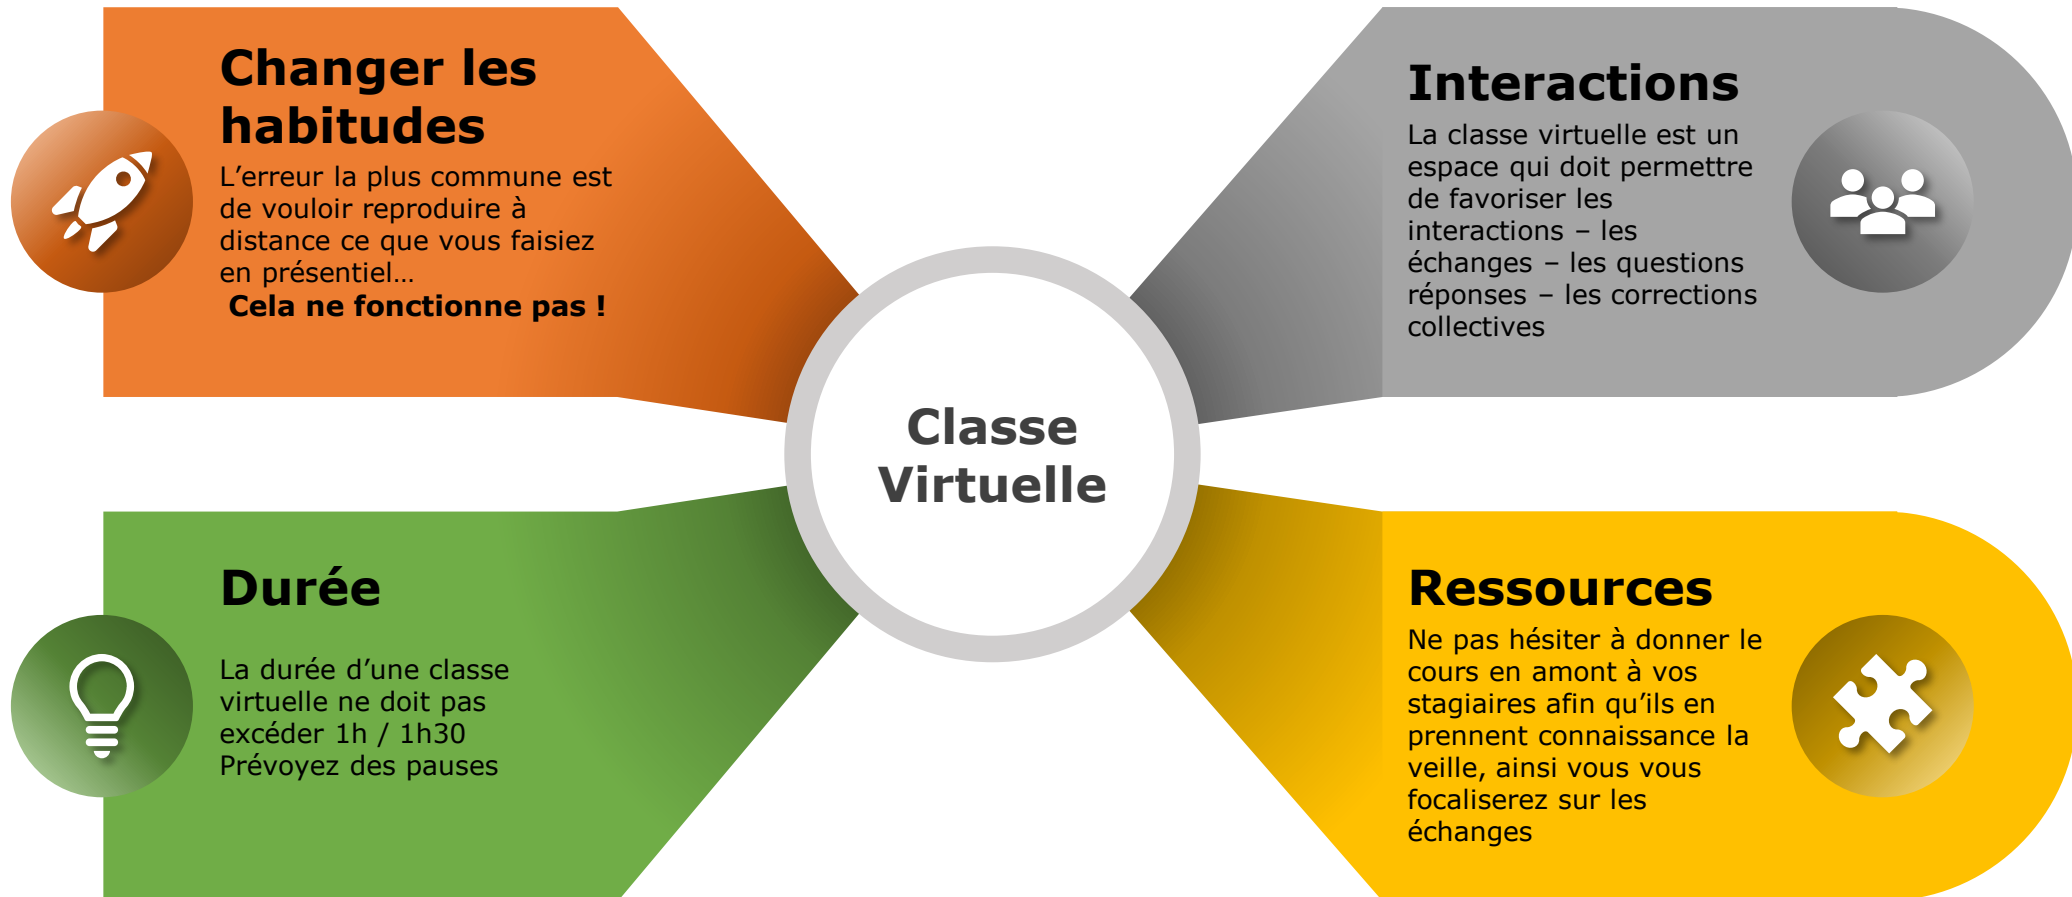 Changer les
habitudes
L’erreur la plus commune est
de vouloir reproduire à
distance ce que vous faisiez
en présentiel…
Cela ne fonctionne pas !
Interactions
La classe virtuelle est un
espace qui doit permettre
de favoriser les
interactions – les
échanges – les questions
réponses – les corrections
collectives
Classe
Virtuelle
Durée
La durée d’une classe
virtuelle ne doit pas
excéder 1h / 1h30
Prévoyez des pauses
Ressources
Ne pas hésiter à donner le
cours en amont à vos
stagiaires afin qu’ils en
prennent connaissance la
veille, ainsi vous vous
focaliserez sur les
échanges